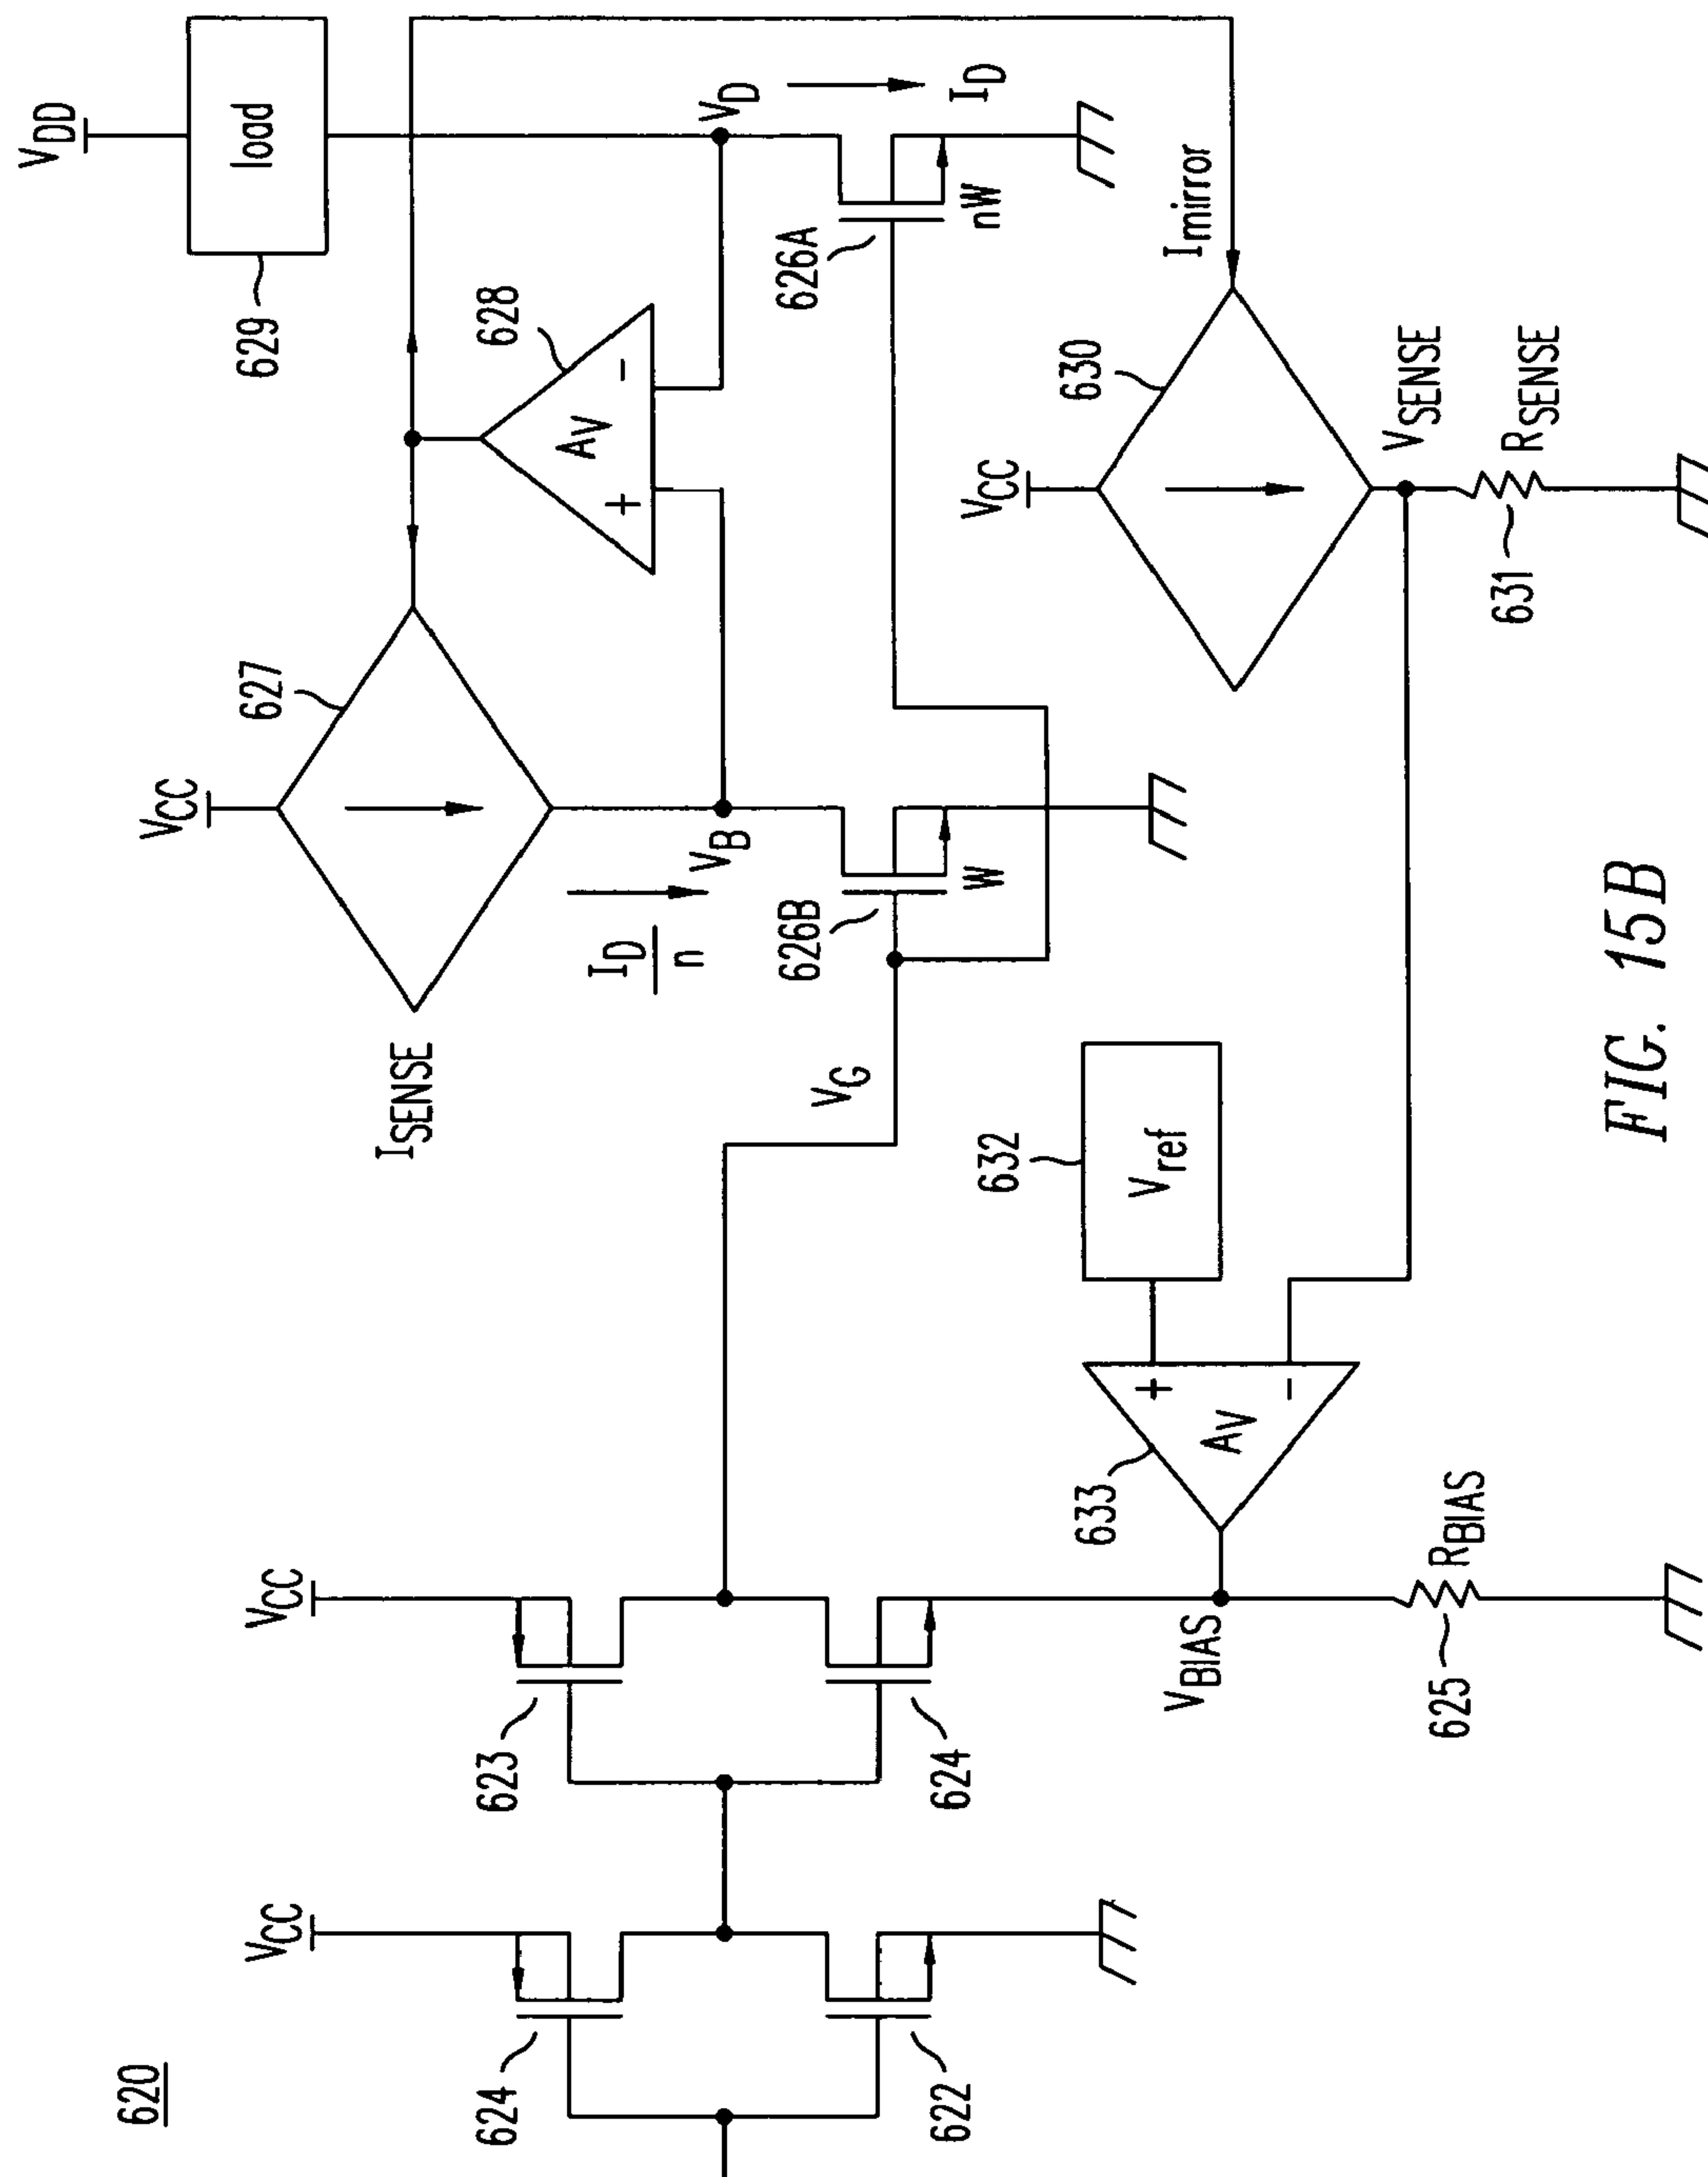 620
VCC
624
622
VCC
623
624
VBIAS
625
RBIAS
633
AV
+
-
632
Vref
VG
ISENSE
VCC
627
ID
n
VB
626B
W
628
AV
+
-
VDD
load
629
VD
ID
626A
nW
Imirror
630
VCC
VSENSE
631
RSENSE
FIG. 15B